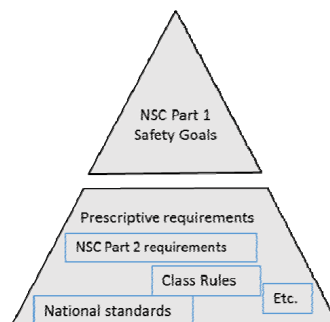 NSC Part 1
Safety Goals
Prescriptive requirements
NSC Part 2 requirements
Class Rules
Etc.
National standards